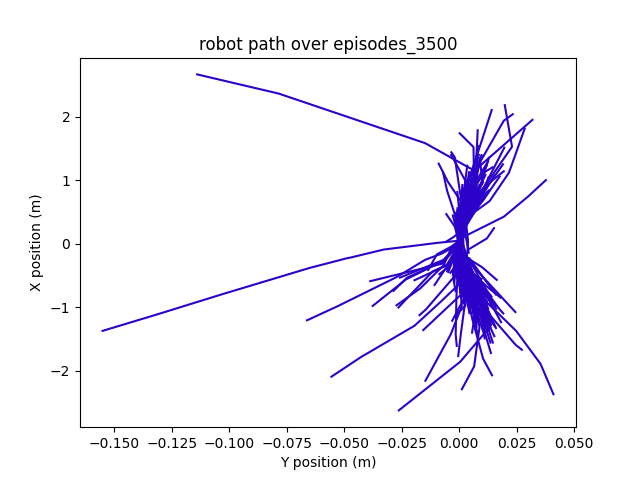 robot path over episodes_3500
X position (m)
2
1
0
−1
−2
−0.150 −0.125 −0.100 −0.075 −0.050 −0.025 0.000 0.025 0.050
Y position (m)